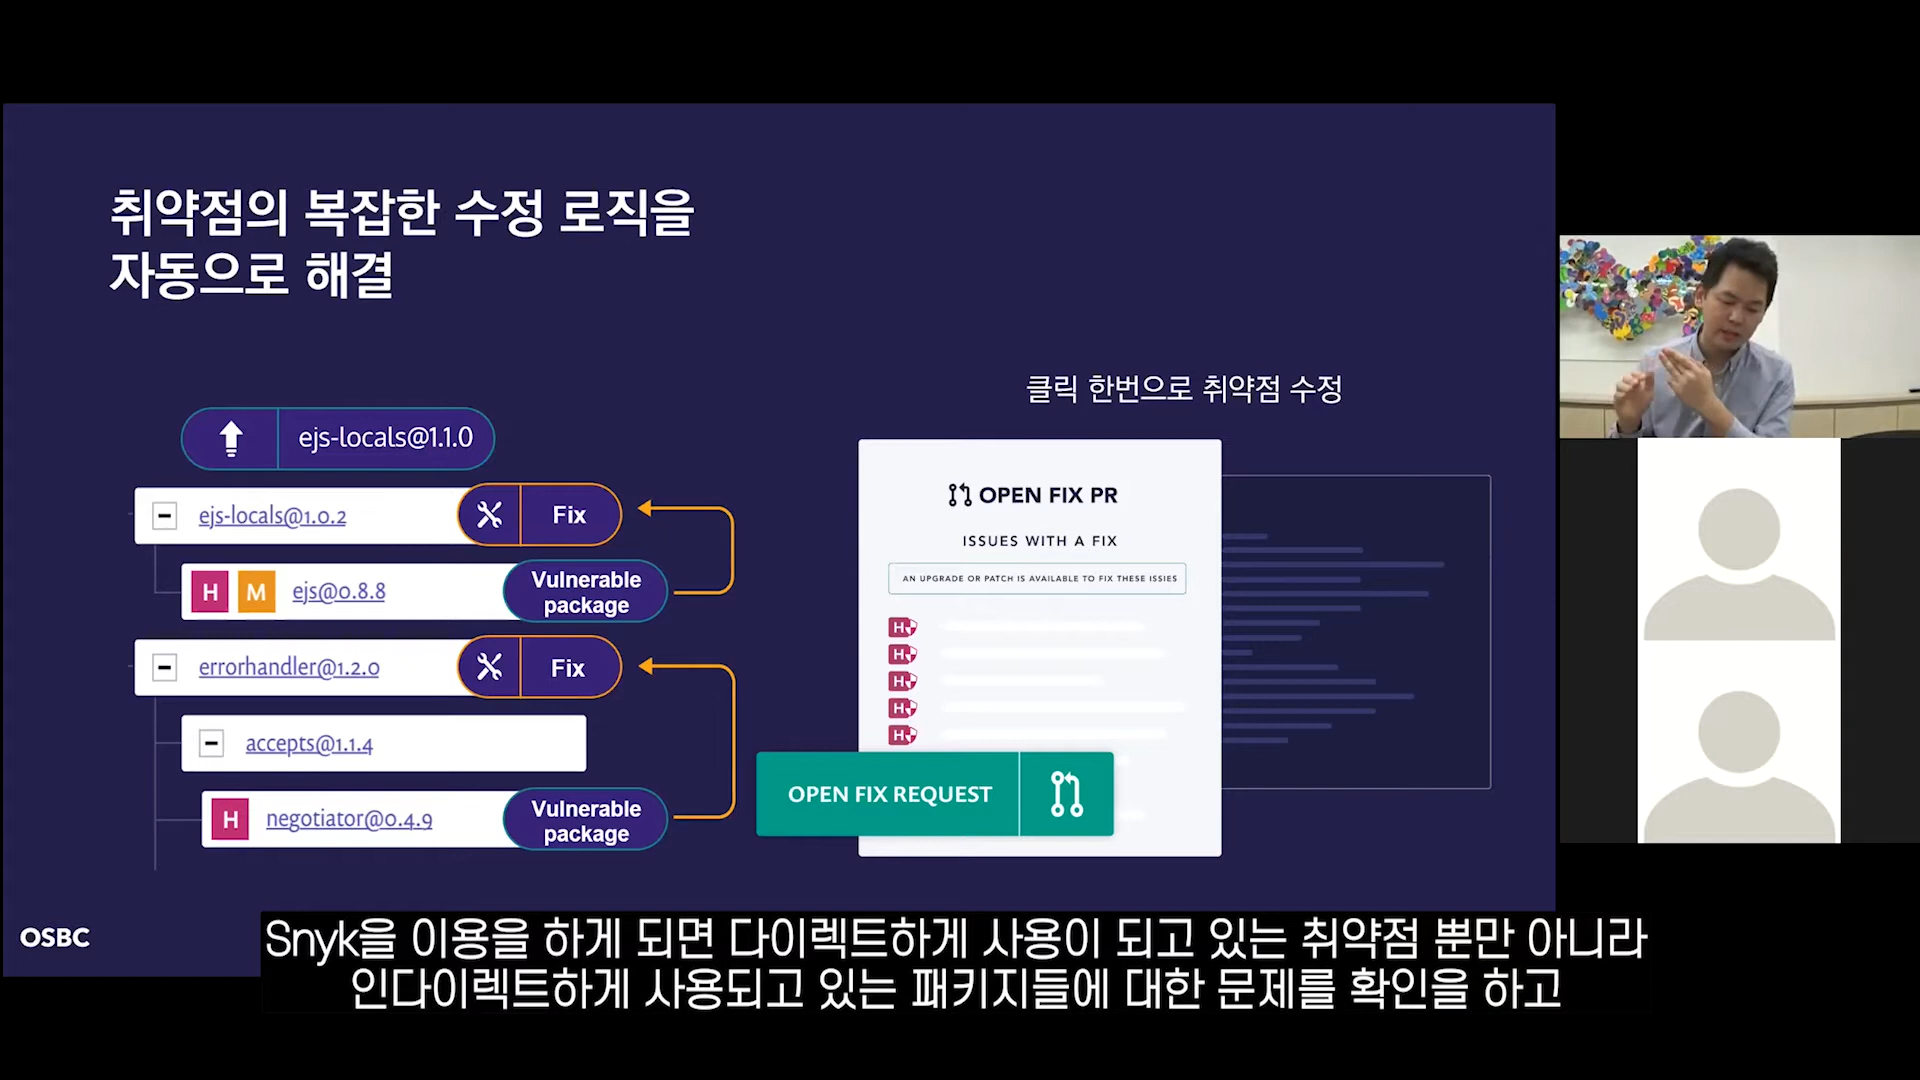 취약점의 복잡한 수정 로직을
자동으로 해결
클릭 한번으로 취약점 수정
ejs-locals@1.1.0
ejs-locals@1.0.2
Fix
H M ejs@0.8.8
Vulnerable
package
errorhandler@1.2.0
Fix
accepts@1.1.4
H negotiator@0.4.9
Vulnerable
package
OPEN FIX PR
ISSUES WITH A FIX
AN UPGRADE OR PATCH IS AVAILABLE TO FIX THESE ISSIES
H
H
H
H
H
OPEN FIX REQUEST
OSBC
Snyk을 이용을 하게 되면 다이렉트하게 사용이 되고 있는 취약점 뿐만 아니라
인다이렉트하게 사용되고 있는 패키지들에 대한 문제를 확인을 하고